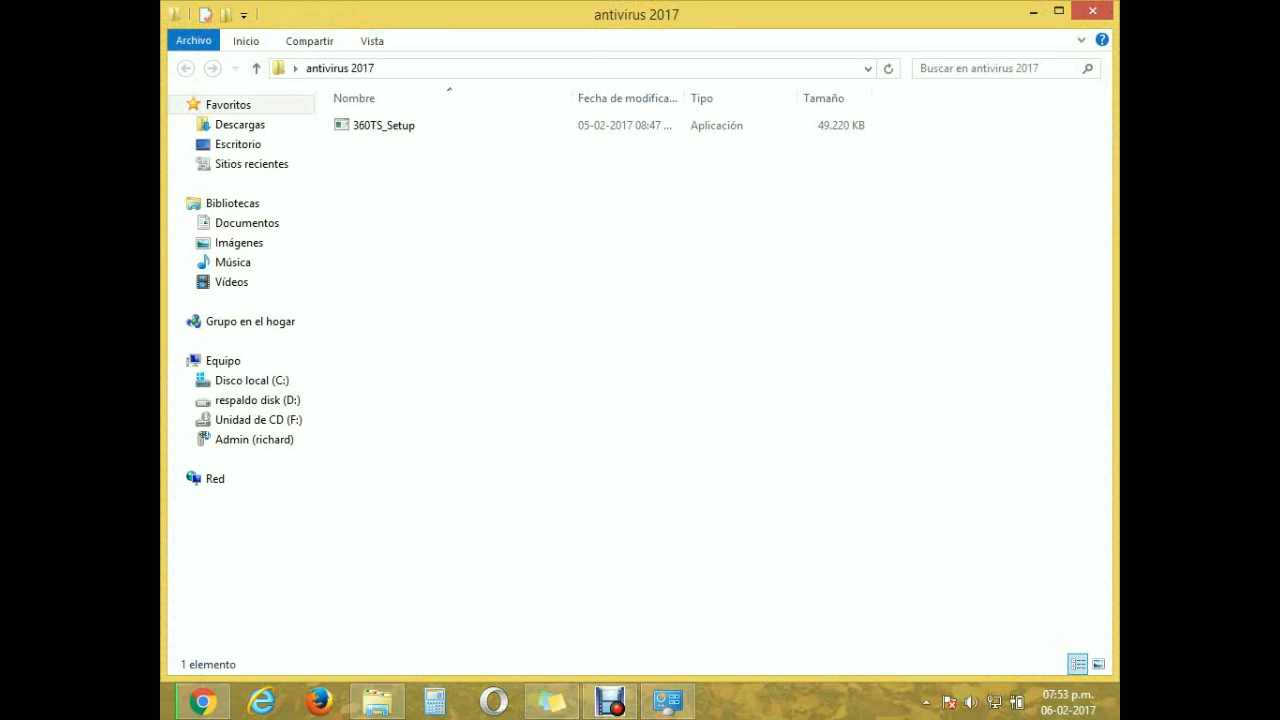 antivirus 2017
Archivo
Inicio
Compartir
Vista
antivirus 2017
Buscar en antivirus 2017
Nombre
Fecha de modifica...
Tipo
Tamaño
360TS_Setup
05-02-2017 08:47 ...
Aplicación
49.220 KB
Favoritos
Descargas
Escritorio
Sitios recientes
Bibliotecas
Documentos
Imágenes
Música
Vídeos
Grupo en el hogar
Equipo
Disco local (C:)
respaldo disk (D:)
Unidad de CD (F:)
Admin (richard)
Red
1 elemento
07:53 p.m.
06-02-2017